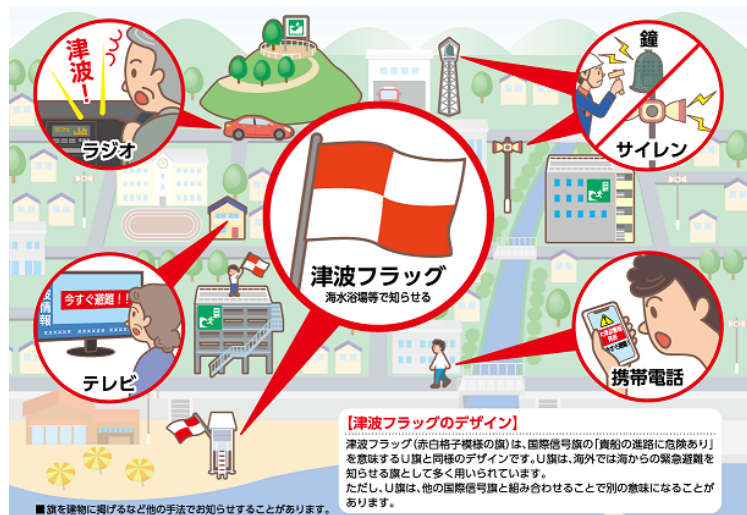 津波!
ラジオ
鐘
サイレン
津波フラッグ
海水浴場等で知らせる
情報
今すぐ避難!!
テレビ
今すぐ避難!
携帯電話
【津波フラッグのデザイン】
津波フラッグ(赤白格子模様の旗)は、国際信号旗の「貴船の進路に危険あり」
を意味するU旗と同様のデザインです。U旗は、海外では海からの緊急避難を
知らせる旗として多く用いられています。
ただし、U旗は、他の国際信号旗と組み合わせることで別の意味になることが
あります。
■旗を建物に掲げるなど他の手法でお知らせすることがあります。